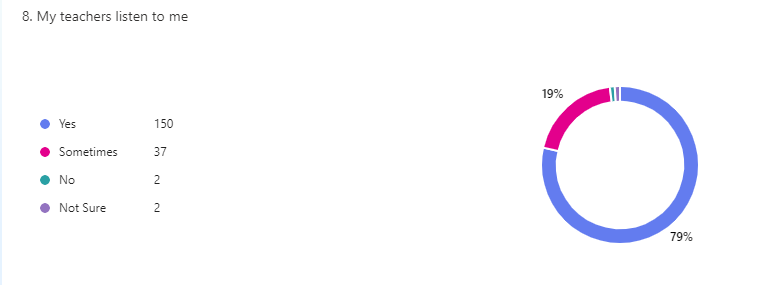 8. My teachers listen to me
19%
Yes 150
Sometimes 37
No 2
Not Sure 2
79%